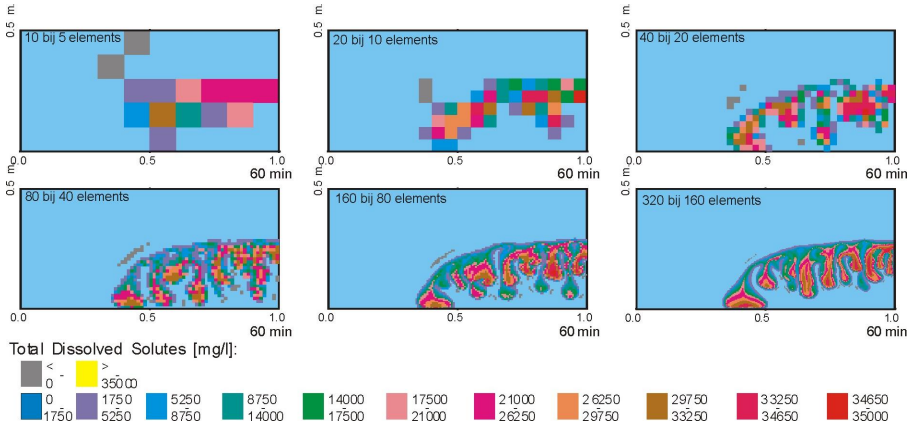 0.5 m.
10 bij 5 elements
20 bij 10 elements
40 bij 20 elements
0.0 0.5 1.0
60 min
0.0 0.5 1.0
60 min
0.0 0.5 1.0
60 min
0.5 m.
0.5 m.
0.5 m.
80 bij 40 elements
160 bij 80 elements
320 bij 160 elements
0.0 0.5 1.0
60 min
0.0 0.5 1.0
60 min
0.0 0.5 1.0
60 min
Total Dissolved Solutes [mg/l]:
< - 0
> - 35000
0 - 1750
1750 - 5250
5250 - 8750
8750 - 14000
14000 - 17500
17500 - 21000
21000 - 26250
26250 - 29750
29750 - 33250
33250 - 34650
34650 - 35000